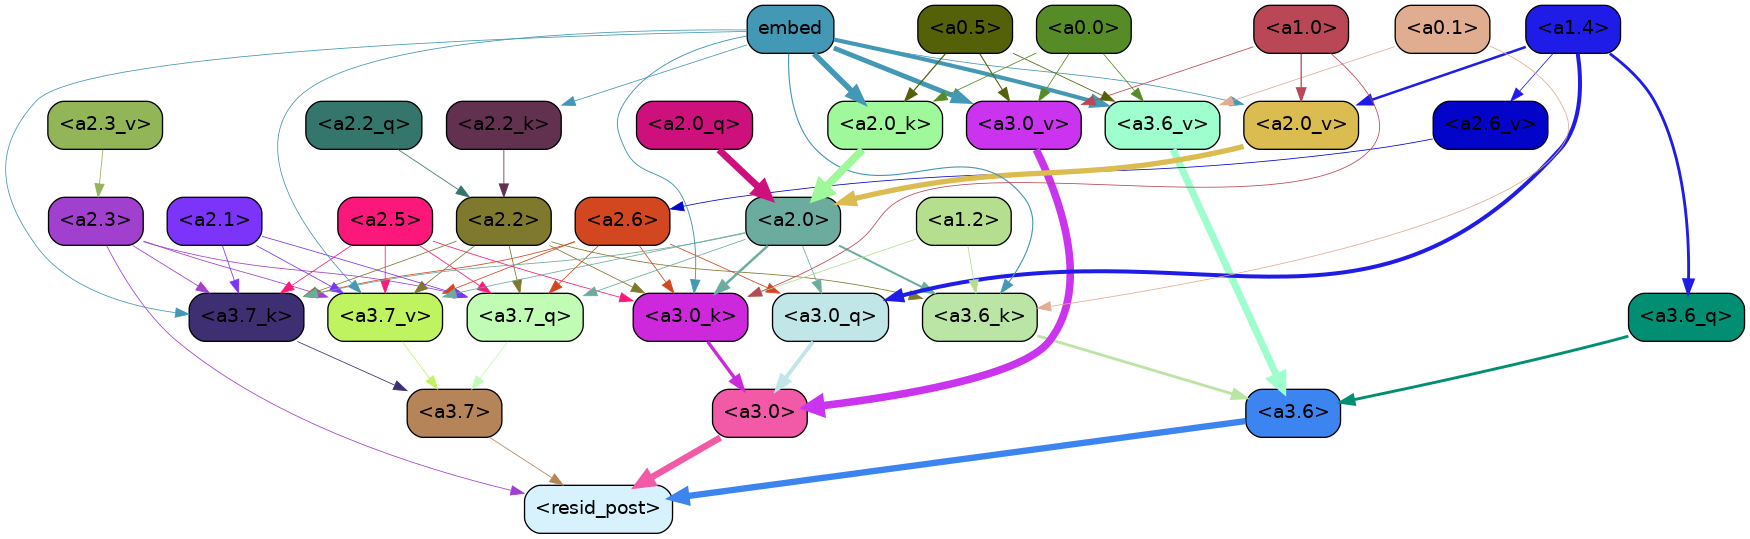 embed <a0.5> <a0.0> <a1.0> <a0.1> <a1.4>
<a2.3_v> <a2.2_q> <a2.2_k> <a2.0_q> <a2.0_k> <a3.0_v> <a3.6_v> <a2.0_v> <a2.6_v>
<a2.3> <a2.1> <a2.5> <a2.2> <a2.6> <a2.0> <a1.2>
<a3.7_k> <a3.7_v> <a3.7_q> <a3.0_k> <a3.0_q> <a3.6_k> <a3.6_q>
<a3.7> <a3.0> <a3.6>
<resid_post>